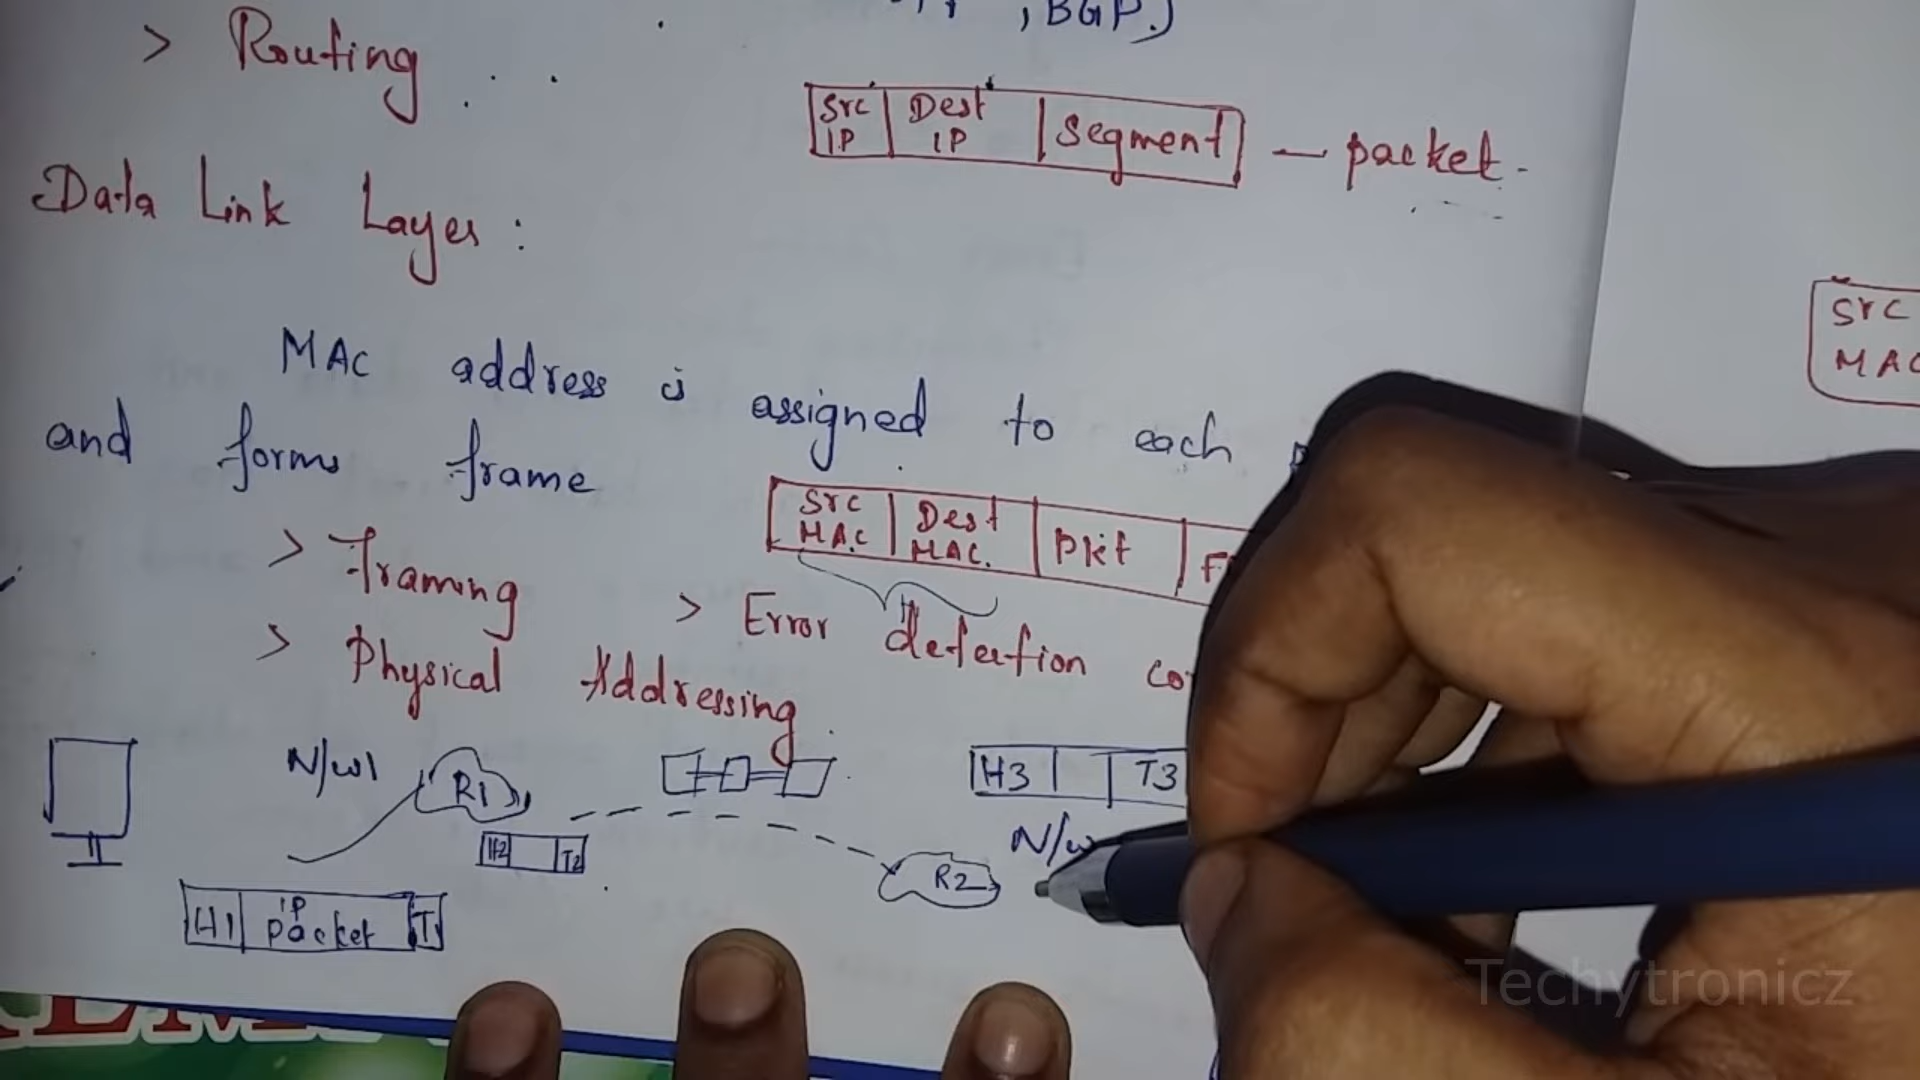 , BGP.)
> Routing
Src IP | Dest IP | Segment — packet.
Data Link Layer :
Src MAC
MAC address is assigned to each
and forms frame
Src MAC | Dest MAC. | Pkt
> Framing
> Error detection
> Physical Addressing
N/w1 R1 H3 T3
H2 T2
R2
H1 IP Packet T1
Techytronicz